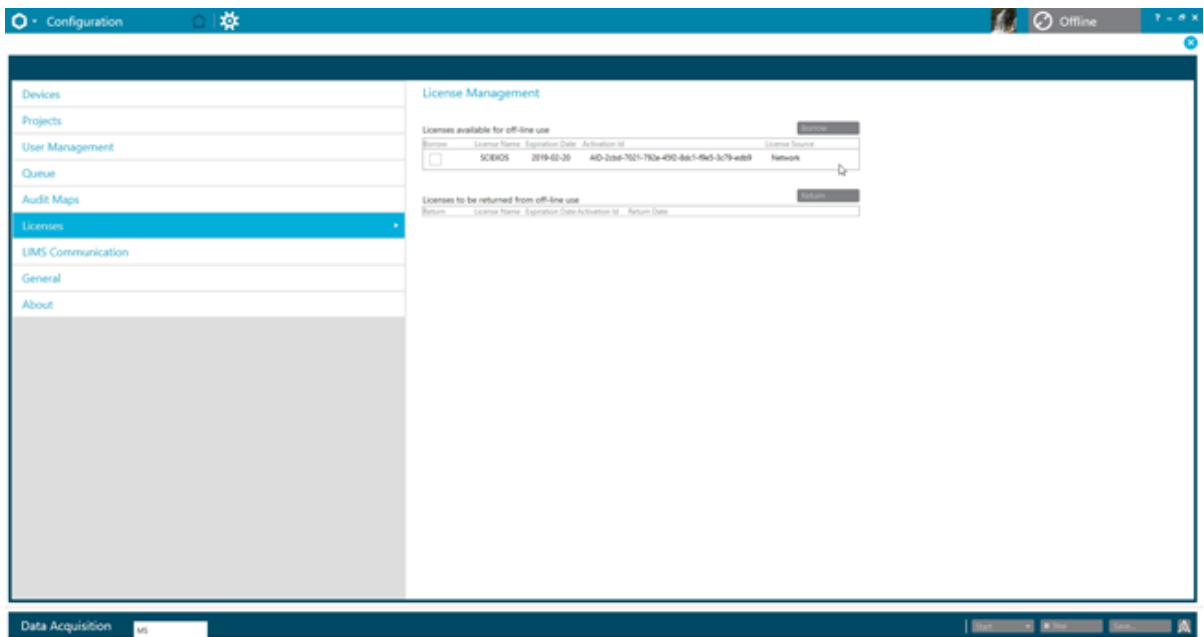 Configuration
Offline
?
Devices
Projects
User Management
Queue
Audit Maps
Licenses
LIMS Communication
General
About
License Management
Licenses available for off-line use
Borrow
Borrow License Name Expiration Date Activation Id License Source
SCIEXOS 2019-02-20 Network
Licenses to be returned from off-line use
Return
Return License Name Expiration Date Activation Id Return Date
Data Acquisition
MS
Start Stop Save...